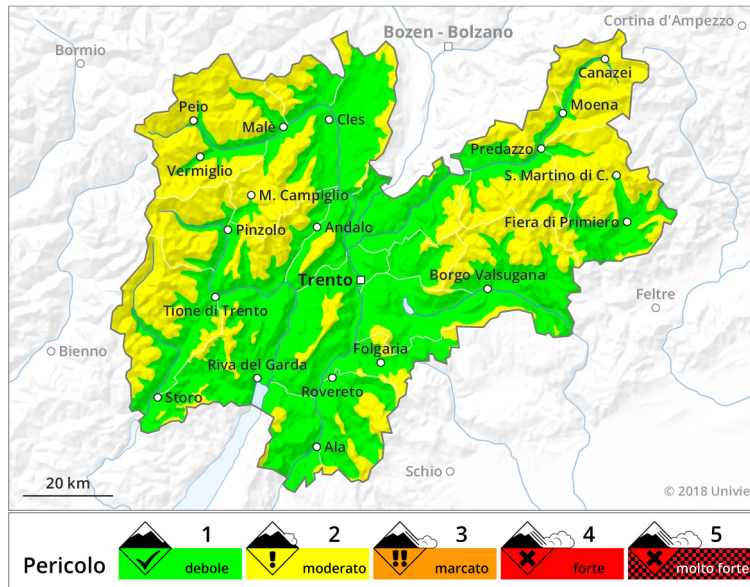 Cortina d'Ampezzo
Bozen - Bolzano
Bormio
Canazei
Peio
Moena
Malè
Cles
Predazzo
Vermiglio
S. Martino di C.
M. Campiglio
Fiera di Primiero
Pinzolo
Andalo
Trento
Borgo Valsugana
Feltre
Tione di Trento
Folgaria
Bienno
Riva del Garda
Rovereto
Storo
Ala
Schio
20 km
© 2018 Univie
Pericolo
1
debole
2
moderato
3
marcato
4
forte
5
molto forte